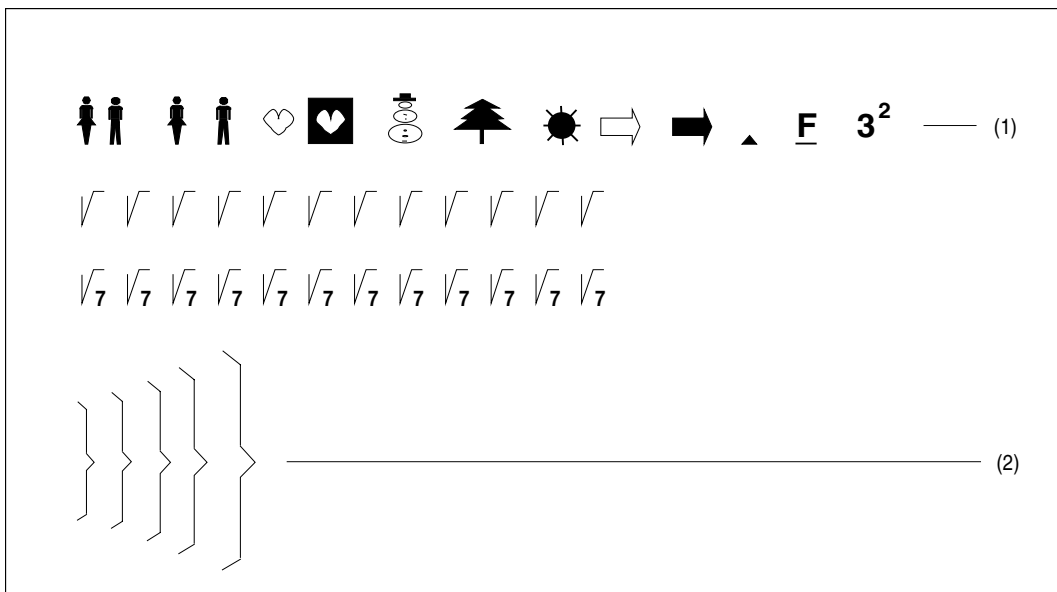 F 3² (1)
√ √ √ √ √ √ √ √ √ √ √ √
√7 √7 √7 √7 √7 √7 √7 √7 √7 √7 √7 √7
(2)